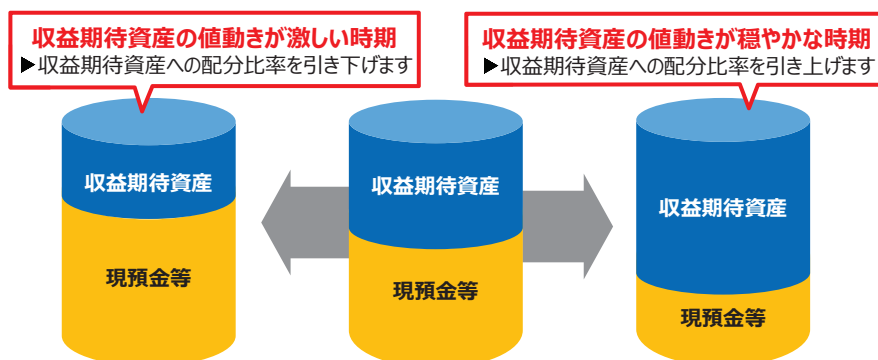 収益期待資産の値動きが激しい時期
▶収益期待資産への配分比率を引き下げます
収益期待資産の値動きが穏やかな時期
▶収益期待資産への配分比率を引き上げます
収益期待資産
現預金等
収益期待資産
現預金等
収益期待資産
現預金等